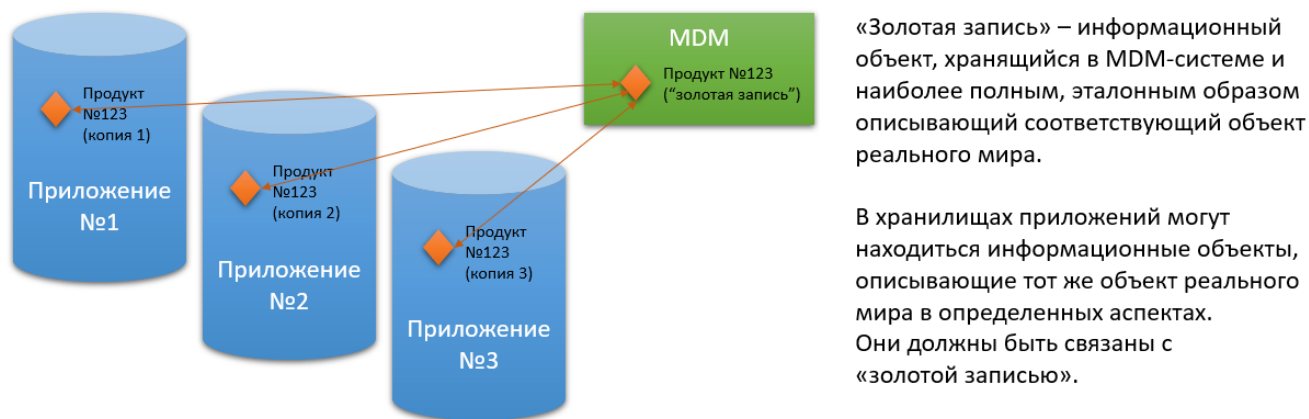 Продукт
№123
(копия 1)
Приложение
№1
Продукт
№123
(копия 2)
Приложение
№2
Продукт
№123
(копия 3)
Приложение
№3
MDM
Продукт №123
(“золотая запись”)
«Золотая запись» – информационный
объект, хранящийся в MDM-системе и
наиболее полным, эталонным образом
описывающий соответствующий объект
реального мира.
В хранилищах приложений могут
находиться информационные объекты,
описывающие тот же объект реального
мира в определенных аспектах.
Они должны быть связаны с
«золотой записью».